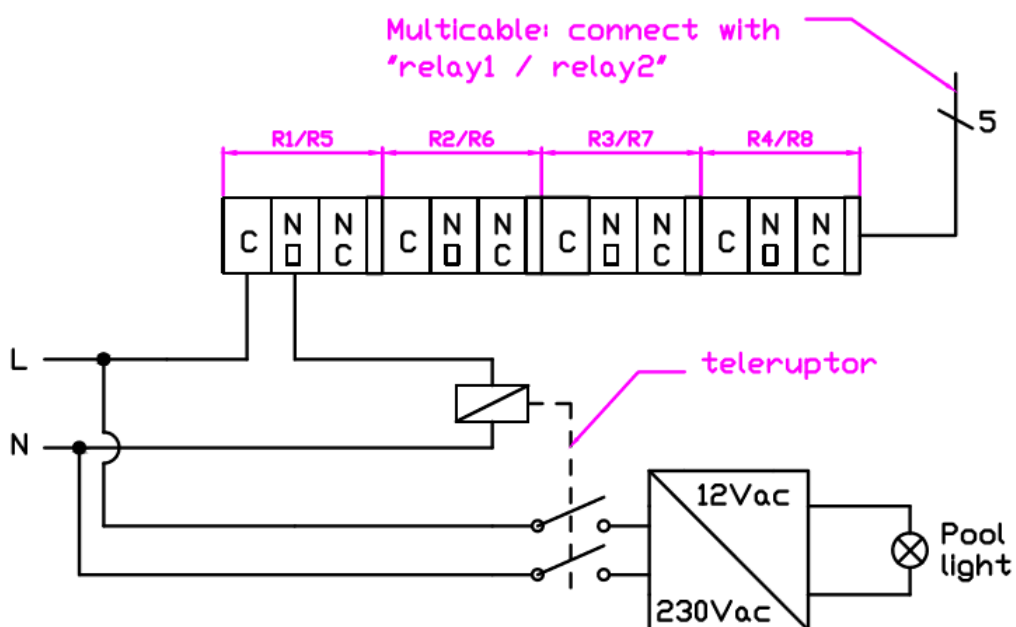 Multicable: connect with
"relay1 / relay2"
5
R1/R5 R2/R6 R3/R7 R4/R8
C NO NC C NO NC C NO NC C NO NC
L
teleruptor
N
12Vac
230Vac
Pool
light